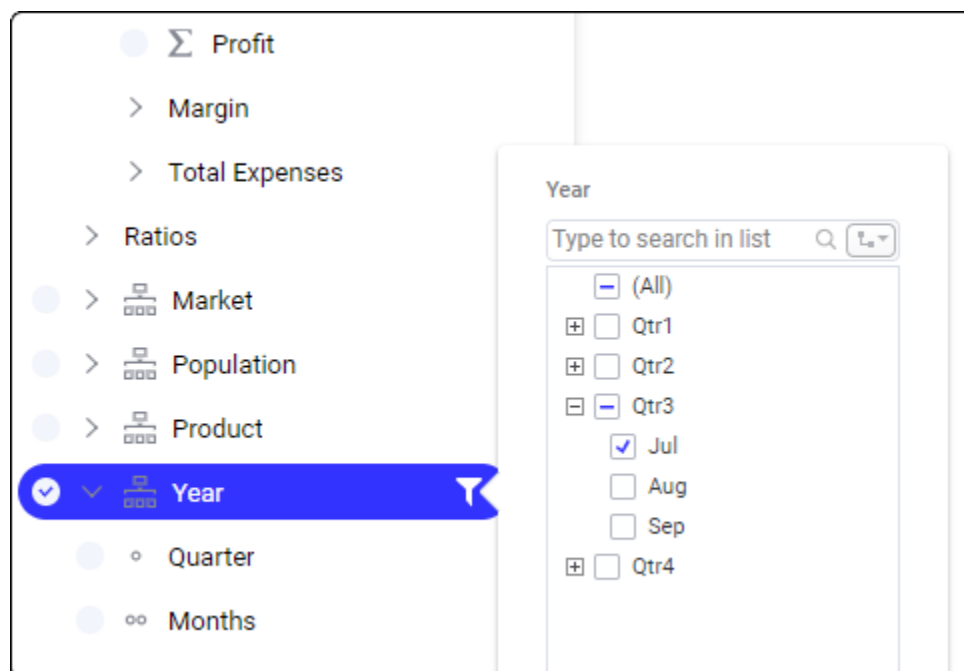 Profit
Margin
Total Expenses
Ratios
Market
Population
Product
Year
Quarter
Months
Year
Type to search in list
(All)
Qtr1
Qtr2
Qtr3
Jul
Aug
Sep
Qtr4